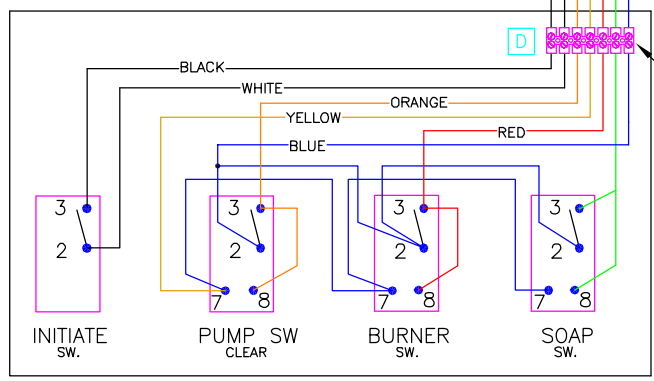 D
BLACK
WHITE
ORANGE
YELLOW
RED
BLUE
3 3 3 3
2 2 2 2
7 8 7 8 7 8
INITIATE PUMP SW BURNER SOAP
SW. CLEAR SW. SW.